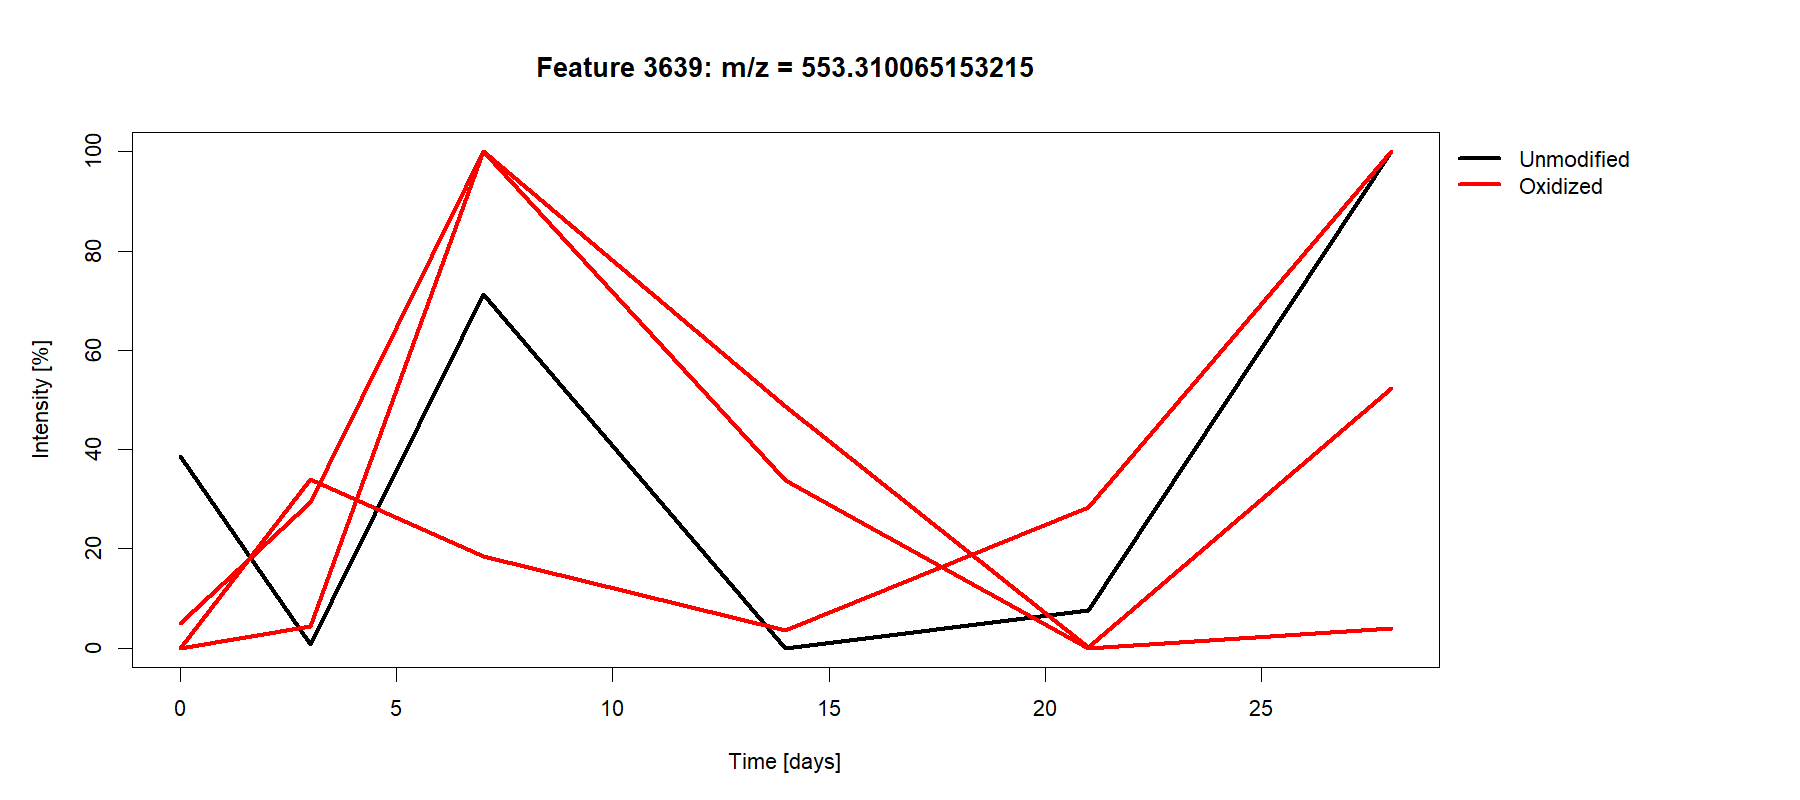 Feature 3639: m/z = 553.310065153215
100
80
60
40
20
0
Intensity [%]
0 5 10 15 20 25
Time [days]
Unmodified
Oxidized